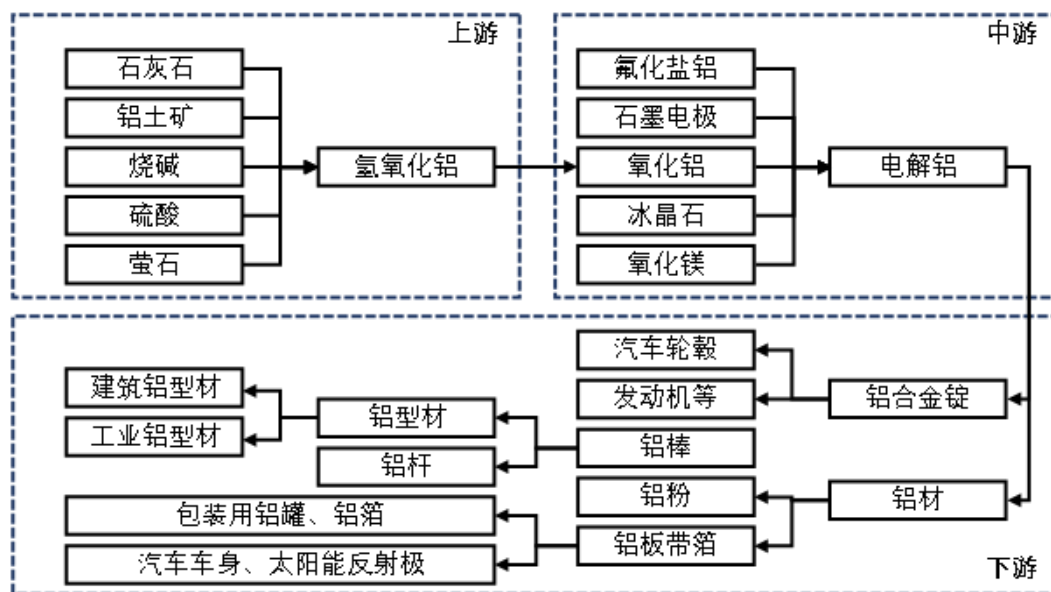 上游
石灰石
铝土矿
烧碱
硫酸
萤石
氢氧化铝
中游
氟化盐铝
石墨电极
氧化铝
冰晶石
氧化镁
电解铝
汽车轮毂
发动机等
铝合金锭
建筑铝型材
工业铝型材
铝型材
铝杆
铝棒
铝粉
铝材
包装用铝罐、铝箔
汽车车身、太阳能反射极
铝板带箔
下游